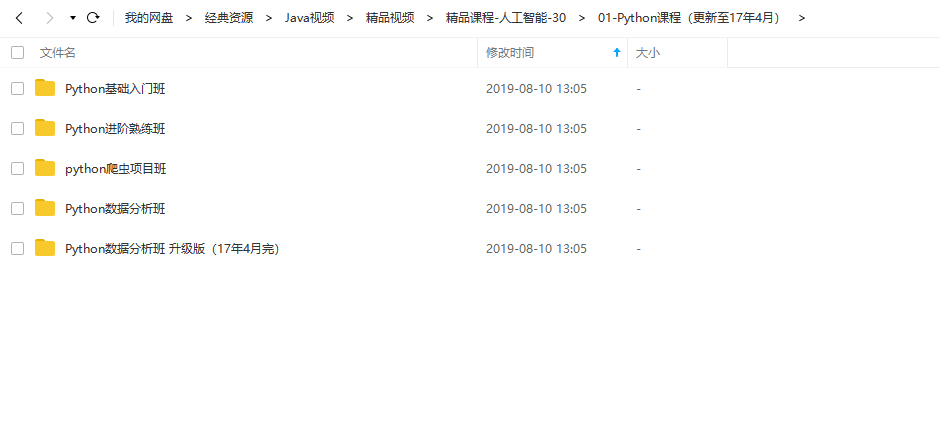 我的网盘 > 经典资源 > Java视频 > 精品视频 > 精品课程-人工智能-30 > 01-Python课程（更新至17年4月） >
文件名 修改时间 大小
Python基础入门班 2019-08-10 13:05 -
Python进阶熟练班 2019-08-10 13:05 -
python爬虫项目班 2019-08-10 13:05 -
Python数据分析班 2019-08-10 13:05 -
Python数据分析班 升级版（17年4月完） 2019-08-10 13:05 -